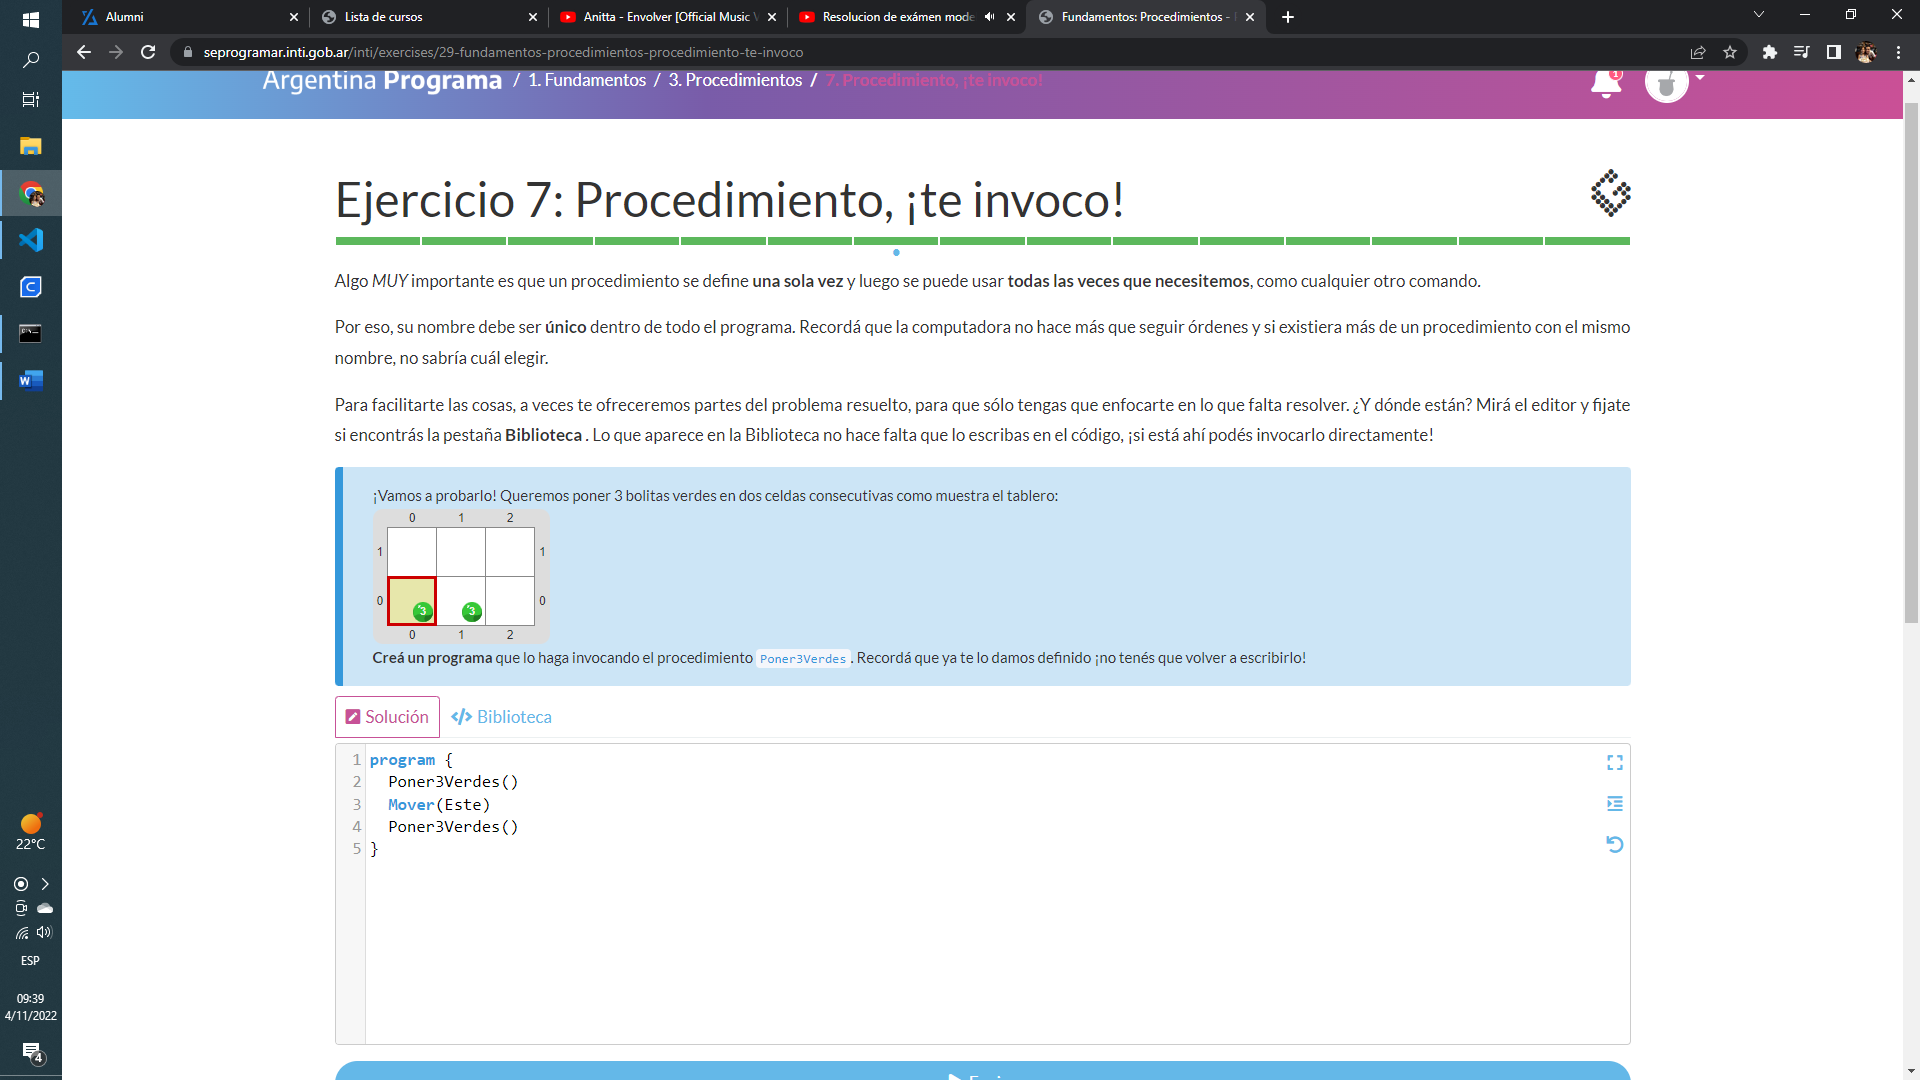 Alumni
Lista de cursos
Anitta - Envolver [Official Music V
Resolucion de exámen mode
Fundamentos: Procedimientos -
seprogramar.inti.gob.ar/inti/exercises/29-fundamentos-procedimientos-procedimiento-te-invoco
Argentina Programa / 1. Fundamentos / 3. Procedimientos / 7. Procedimiento, ¡te invoco!
1
Ejercicio 7: Procedimiento, ¡te invoco!
Algo MUY importante es que un procedimiento se define una sola vez y luego se puede usar todas las veces que necesitemos, como cualquier otro comando.
Por eso, su nombre debe ser único dentro de todo el programa. Recordá que la computadora no hace más que seguir órdenes y si existiera más de un procedimiento con el mismo
nombre, no sabría cuál elegir.
Para facilitarte las cosas, a veces te ofreceremos partes del problema resuelto, para que sólo tengas que enfocarte en lo que falta resolver. ¿Y dónde están? Mirá el editor y fijate
si encontrás la pestaña Biblioteca . Lo que aparece en la Biblioteca no hace falta que lo escribas en el código, ¡si está ahí podés invocarlo directamente!
¡Vamos a probarlo! Queremos poner 3 bolitas verdes en dos celdas consecutivas como muestra el tablero:
0 1 2
1 1
0 3 3 0
0 1 2
Creá un programa que lo haga invocando el procedimiento Poner3Verdes. Recordá que ya te lo damos definido ¡no tenés que volver a escribirlo!
Solución </> Biblioteca
1 program {
2 Poner3Verdes()
3 Mover(Este)
4 Poner3Verdes()
5 }
22°C
ESP
09:39
4/11/2022
4